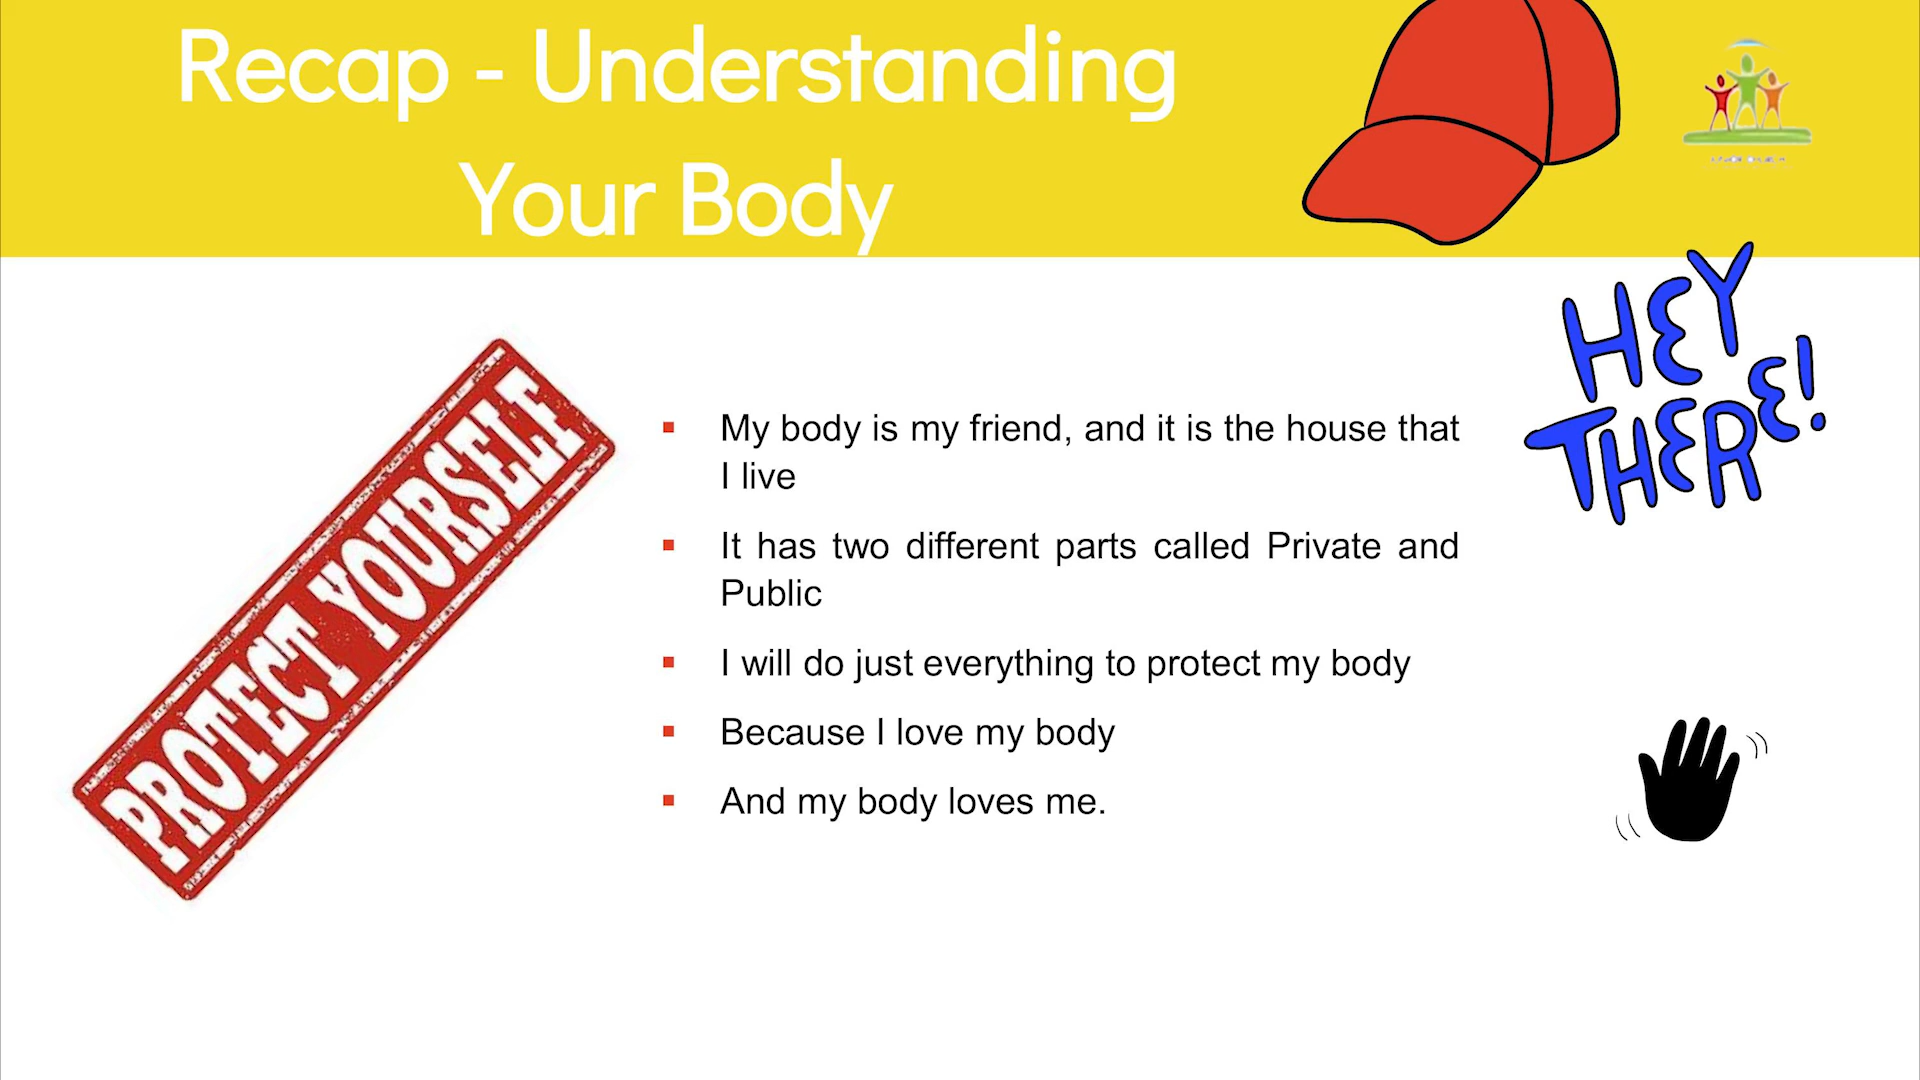 Recap - Understanding
Your Body
HEY
THERE!
PROTECT YOURSELF
My body is my friend, and it is the house that
I live
It has two different parts called Private and
Public
I will do just everything to protect my body
Because I love my body
And my body loves me.